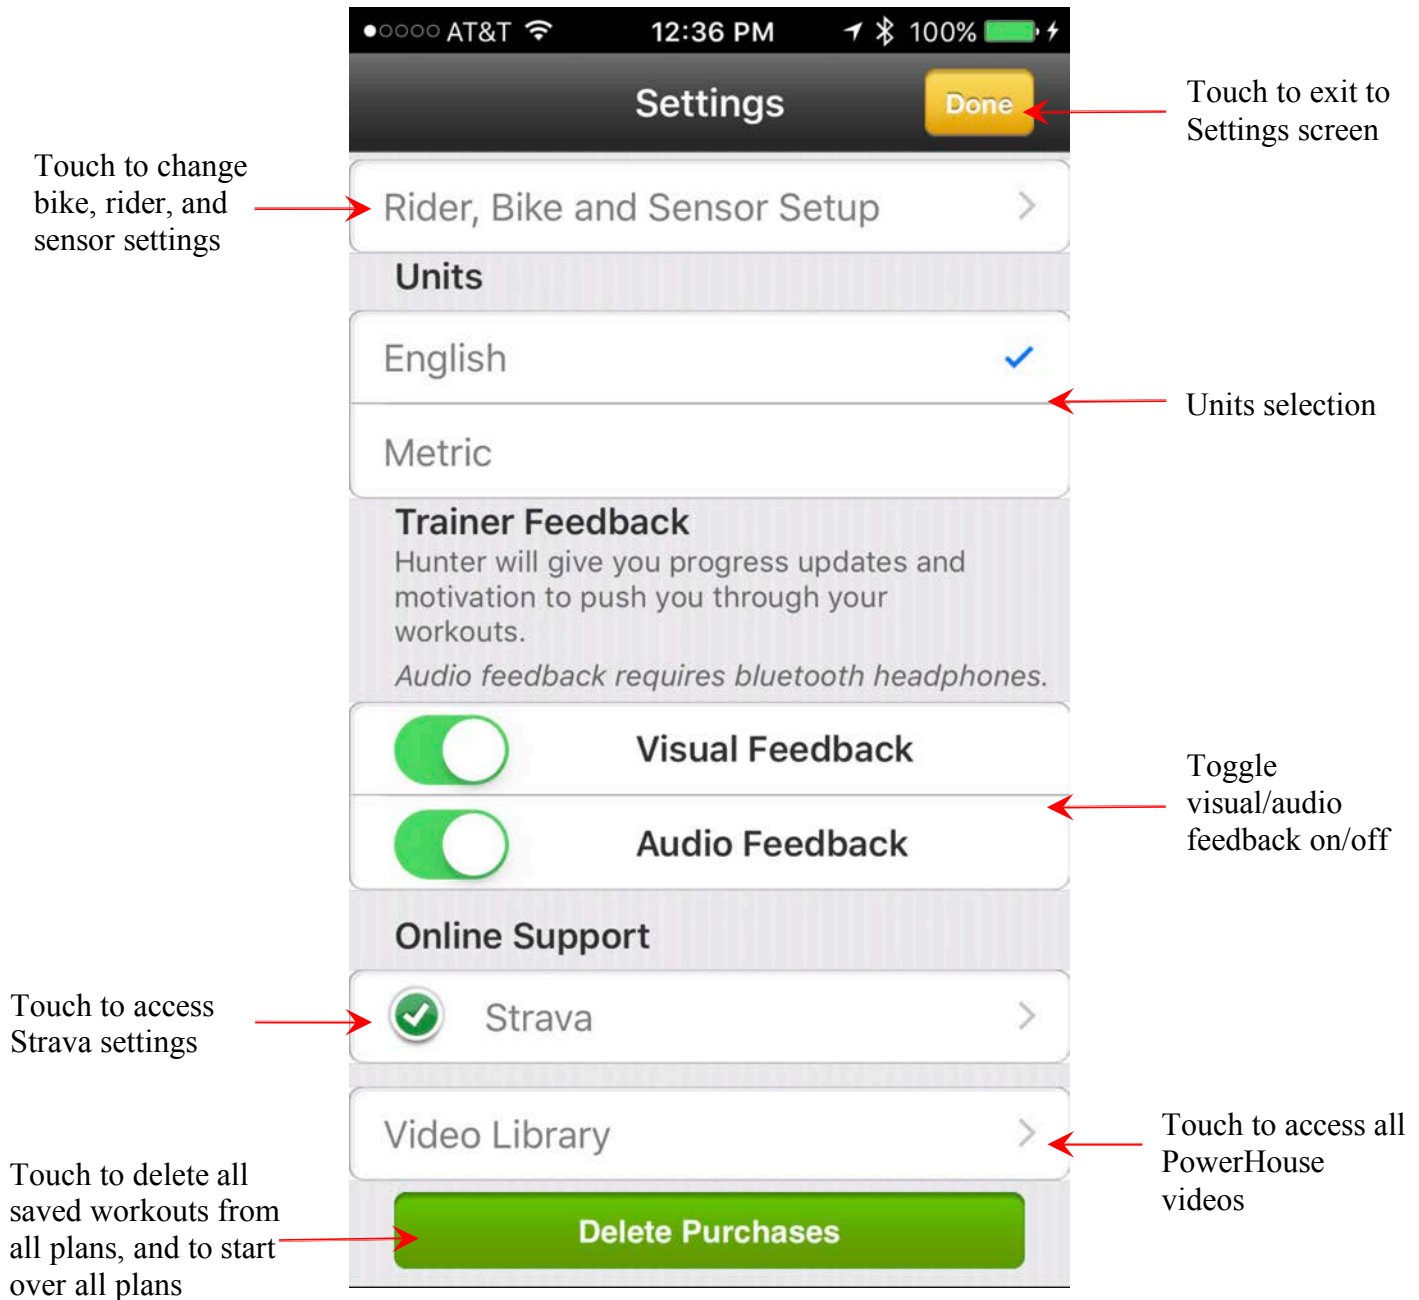 AT&T 12:36 PM 100%
Settings
Done
Touch to exit to
Settings screen
Touch to change
bike, rider, and
sensor settings
Rider, Bike and Sensor Setup
Units
English
Metric
Units selection
Trainer Feedback
Hunter will give you progress updates and
motivation to push you through your
workouts.
Audio feedback requires bluetooth headphones.
Visual Feedback
Audio Feedback
Toggle
visual/audio
feedback on/off
Online Support
Touch to access
Strava settings
Strava
Video Library
Touch to access all
PowerHouse
videos
Touch to delete all
saved workouts from
all plans, and to start
over all plans
Delete Purchases